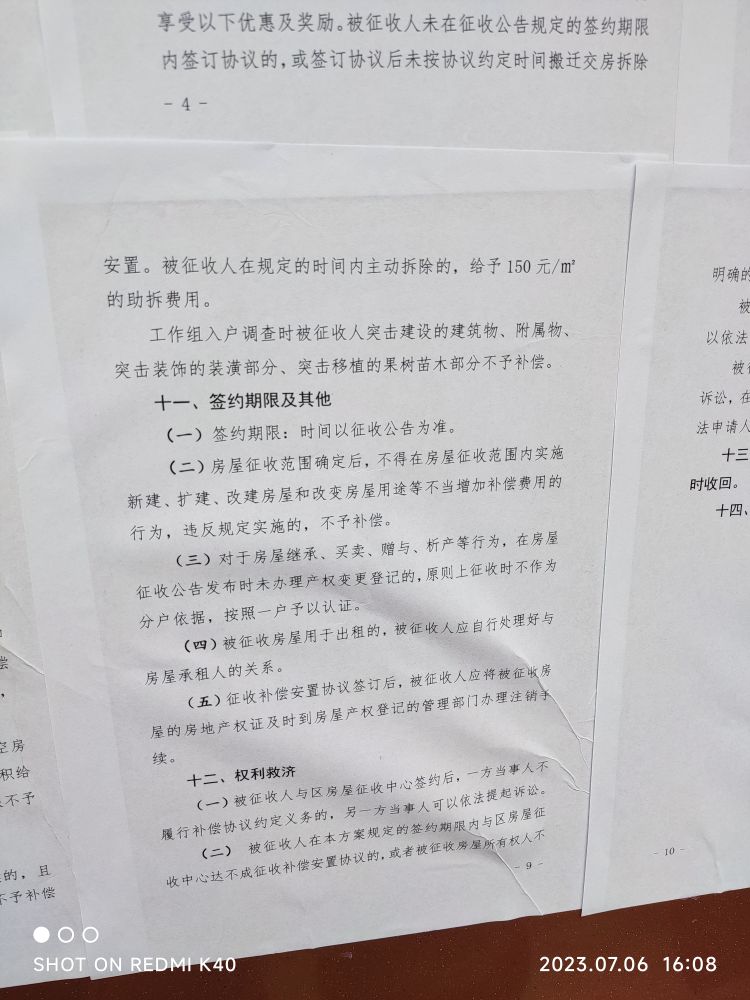 享受以下优惠及奖励。被征收人未在征收公告规定的签约期限
内签订协议的，或签订协议后未按协议约定时间搬迁交房拆除
- 4 -
安置。被征收人在规定的时间内主动拆除的，给予 150 元/㎡
的助拆费用。
工作组入户调查时被征收人突击建设的建筑物、附属物、
突击装饰的装潢部分、突击移植的果树苗木部分不予补偿。
十一、签约期限及其他
（一）签约期限：时间以征收公告为准。
（二）房屋征收范围确定后，不得在房屋征收范围内实施
新建、扩建、改建房屋和改变房屋用途等不当增加补偿费用的
行为，违反规定实施的，不予补偿。
（三）对于房屋继承、买卖、赠与、析产等行为，在房屋
征收公告发布时未办理产权变更登记的，原则上征收时不作为
分户依据，按照一户予以认证。
（四）被征收房屋用于出租的，被征收人应自行处理好与
房屋承租人的关系。
（五）征收补偿安置协议签订后，被征收人应将被征收房
屋的房地产权证及时到房屋产权登记的管理部门办理注销手
续。
十二、权利救济
（一）被征收人与区房屋征收中心签约后，一方当事人不
履行补偿协议约定义务的，另一方当事人可以依法提起诉讼。
（二） 被征收人在本方案规定的签约期限内与区房屋征
收中心达不成征收补偿安置协议的，或者被征收房屋所有权人不
- 9 -
明确的
被
以依法
被征
诉讼，在
法申请人
十三
时收回。
十四、
- 10 -
偿
，
空房
积给
不予
的，且
不予补偿
SHOT ON REDMI K40
2023.07.06 16:08